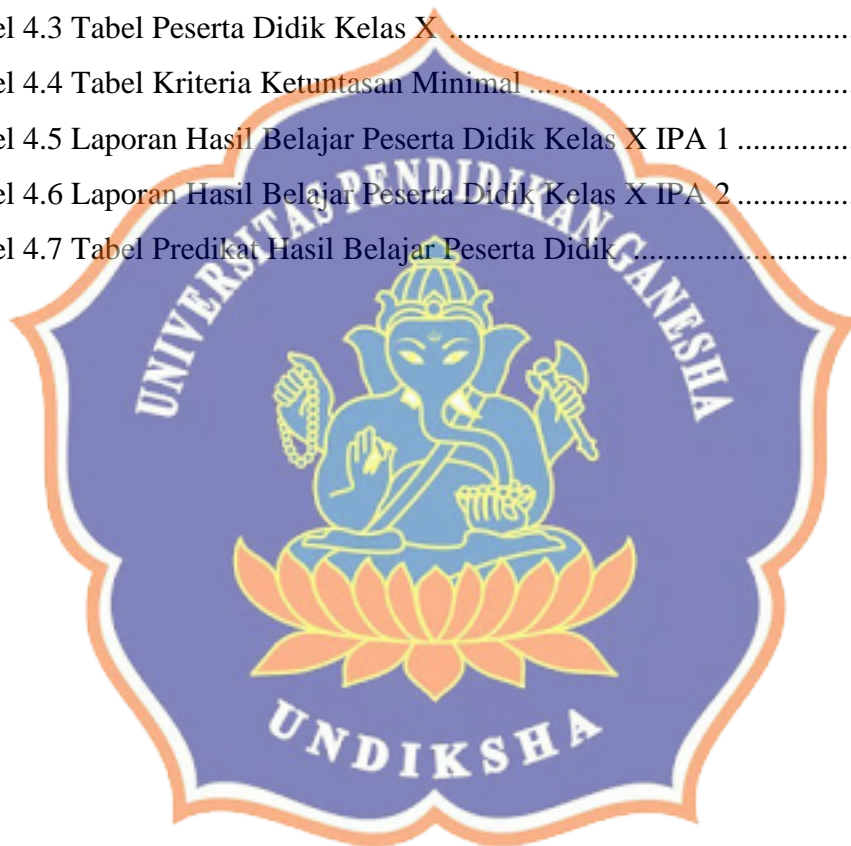 el 4.3 Tabel Peserta Didik Kelas X ......................................................
el 4.4 Tabel Kriteria Ketuntasan Minimal ...........................................
el 4.5 Laporan Hasil Belajar Peserta Didik Kelas X IPA 1 ...............
el 4.6 Laporan Hasil Belajar Peserta Didik Kelas X IPA 2 ...............
el 4.7 Tabel Predikat Hasil Belajar Peserta Didik .............................
UNIVERSITAS PENDIDIKAN GANESHA
UNDIKSHA